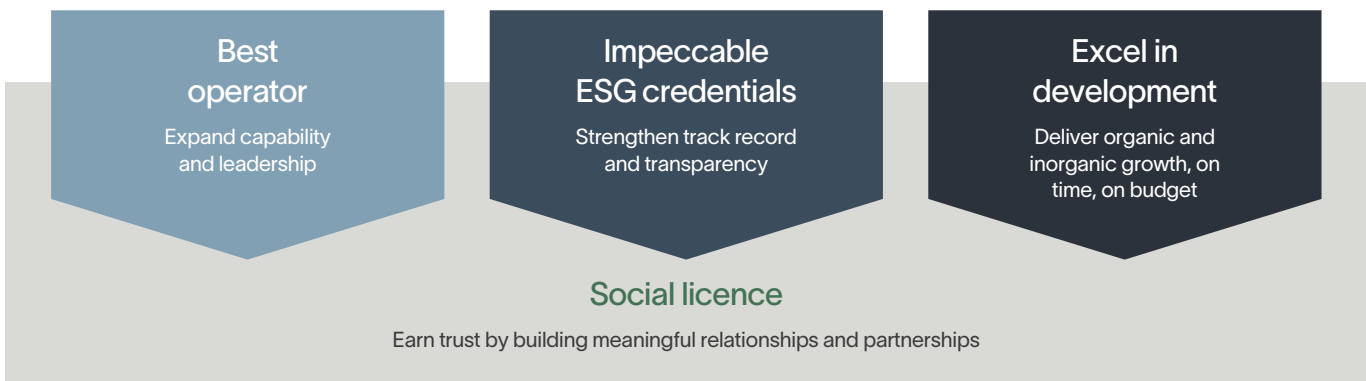 Best
operator
Expand capability
and leadership
Impeccable
ESG credentials
Strengthen track record
and transparency
Excel in
development
Deliver organic and
inorganic growth, on
time, on budget
Social licence
Earn trust by building meaningful relationships and partnerships